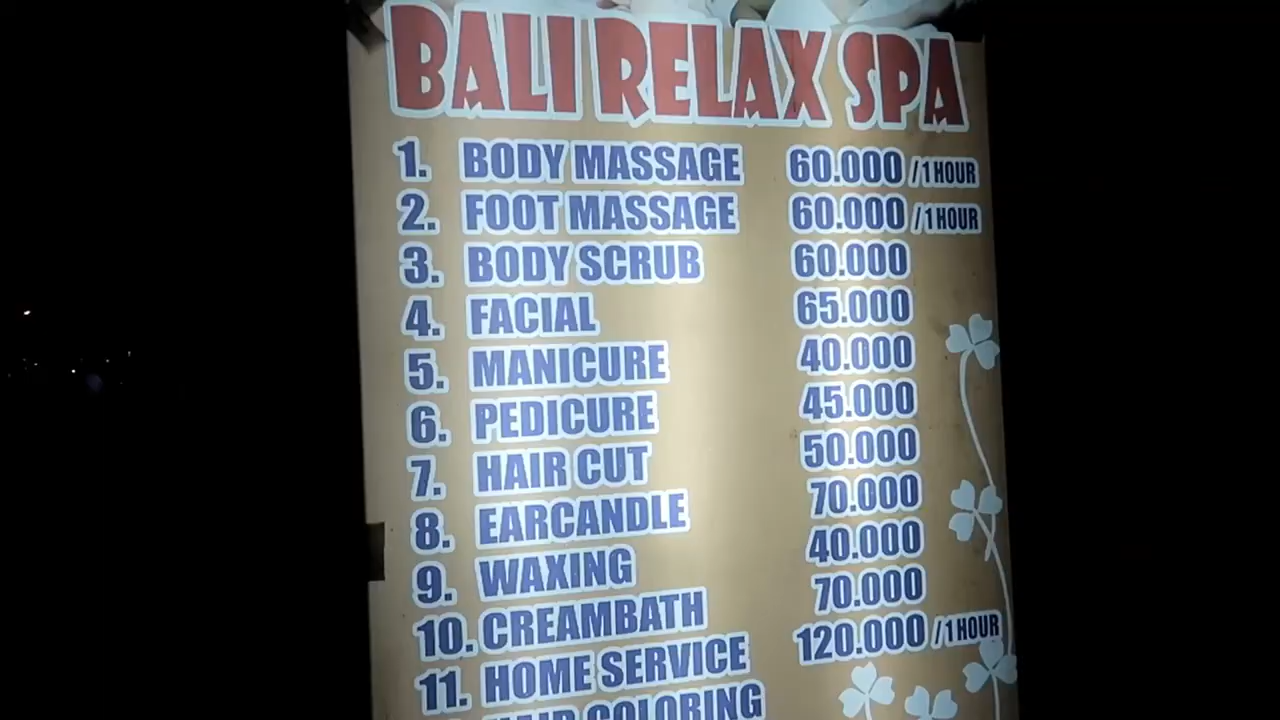 BALI RELAX SPA
1. BODY MASSAGE 60.000 /1 HOUR
2. FOOT MASSAGE 60.000 /1 HOUR
3. BODY SCRUB 60.000
4. FACIAL 65.000
5. MANICURE 40.000
6. PEDICURE 45.000
7. HAIR CUT 50.000
8. EARCANDLE 70.000
9. WAXING 40.000
10. CREAMBATH 70.000
11. HOME SERVICE 120.000 /1 HOUR
HAIR COLORING